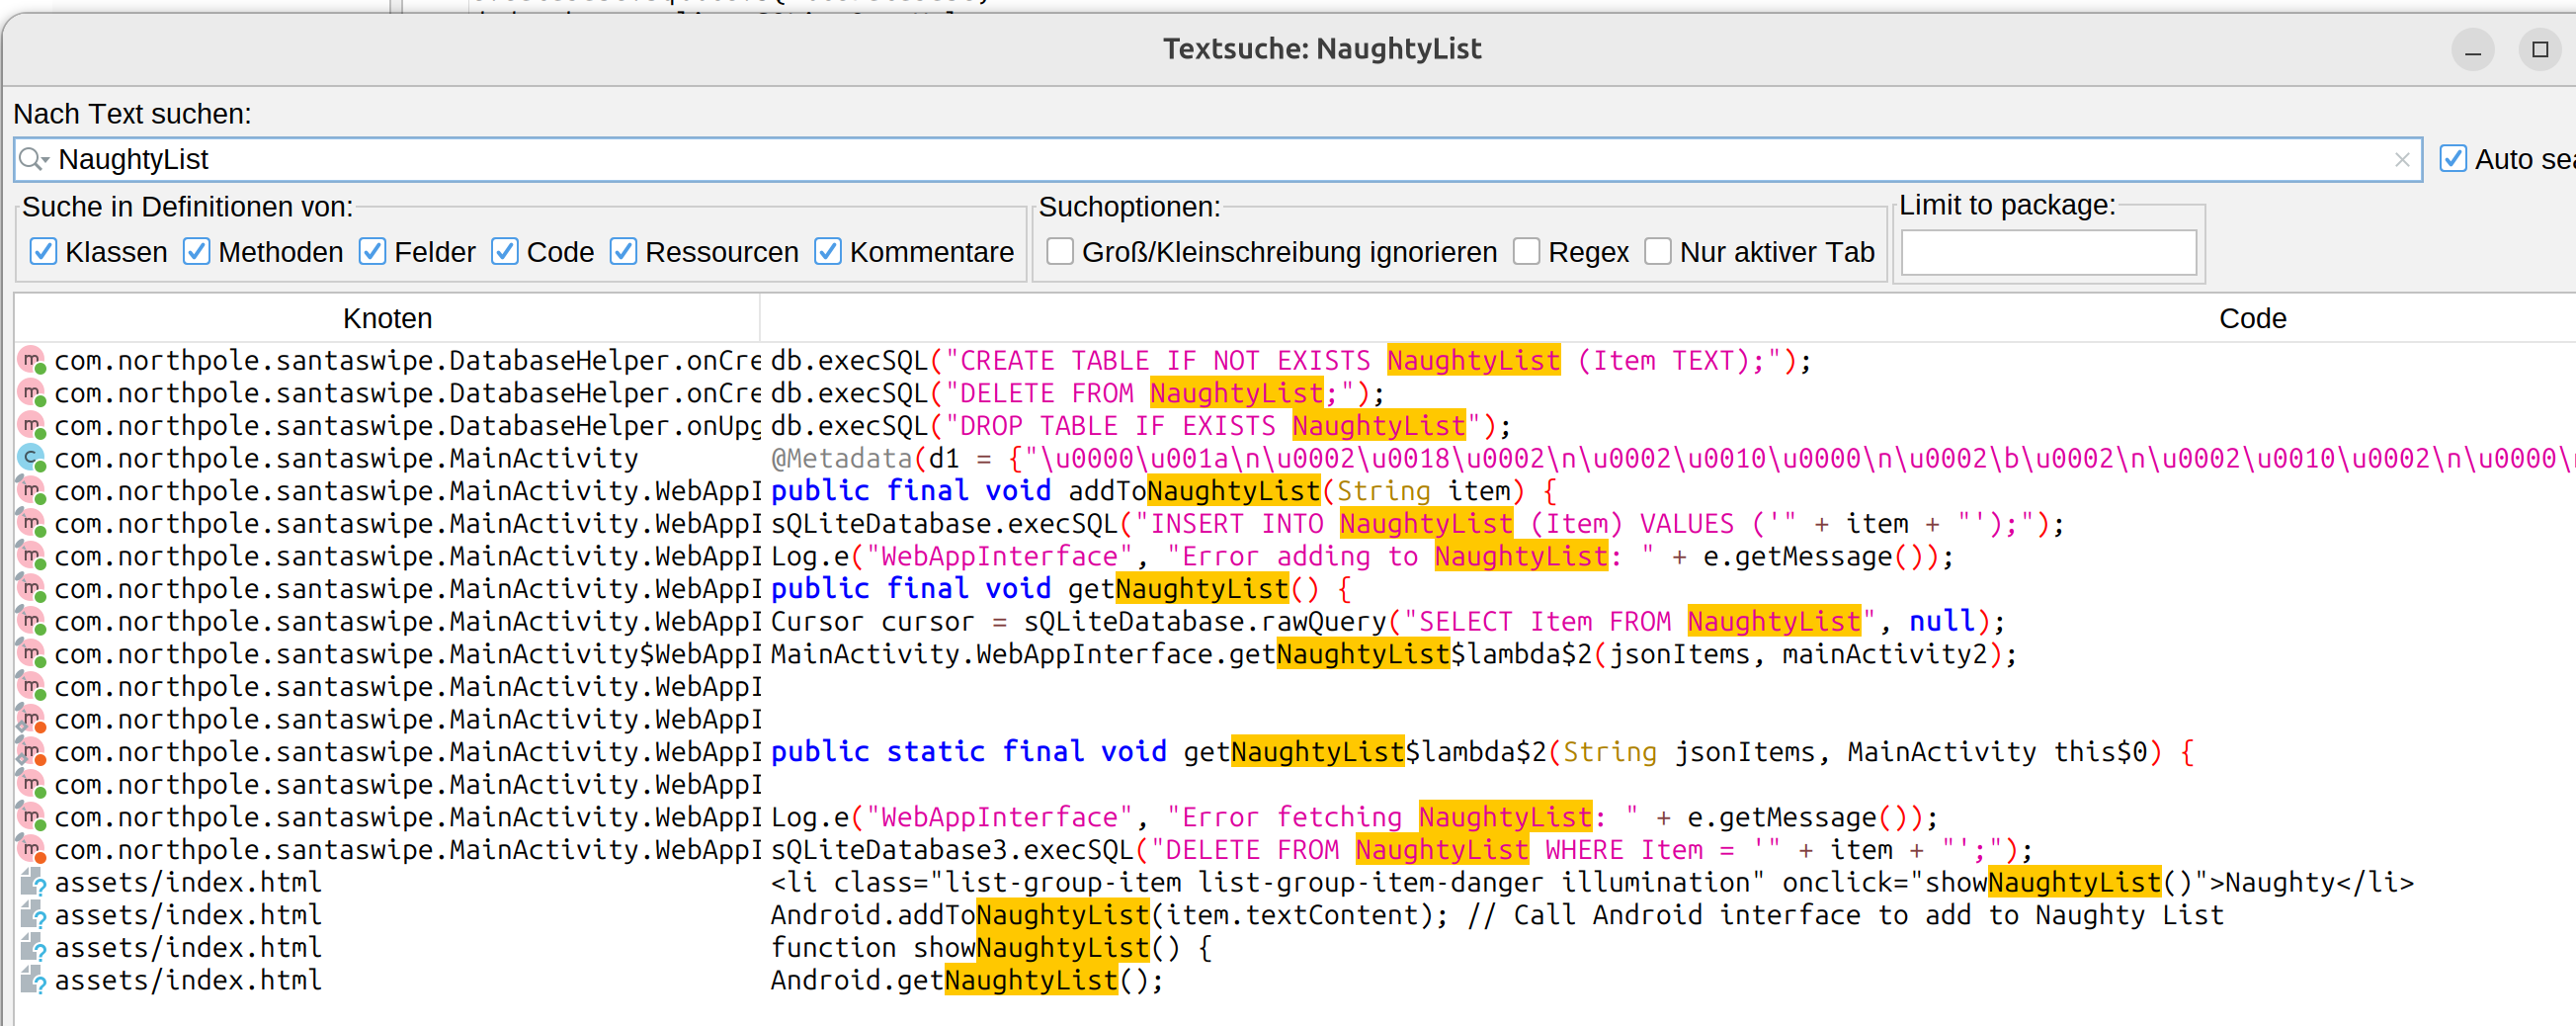 Textsuche: NaughtyList
Nach Text suchen:
NaughtyList
Auto sea
Suche in Definitionen von:
Suchoptionen:
Limit to package:
Klassen Methoden Felder Code Ressourcen Kommentare
Groß/Kleinschreibung ignorieren Regex Nur aktiver Tab
Knoten Code
com.northpole.santaswipe.DatabaseHelper.onCre db.execSQL("CREATE TABLE IF NOT EXISTS NaughtyList (Item TEXT);");
com.northpole.santaswipe.DatabaseHelper.onCre db.execSQL("DELETE FROM NaughtyList;");
com.northpole.santaswipe.DatabaseHelper.onUpg db.execSQL("DROP TABLE IF EXISTS NaughtyList");
com.northpole.santaswipe.MainActivity @Metadata(d1 = {"\u0000\u001a\n\u0002\u0018\u0002\n\u0002\u0010\u0000\n\u0002\b\u0002\n\u0002\u0010\u0002\n\u0000\
com.northpole.santaswipe.MainActivity.WebAppI public final void addToNaughtyList(String item) {
com.northpole.santaswipe.MainActivity.WebAppI sQLiteDatabase.execSQL("INSERT INTO NaughtyList (Item) VALUES ('" + item + "');");
com.northpole.santaswipe.MainActivity.WebAppI Log.e("WebAppInterface", "Error adding to NaughtyList: " + e.getMessage());
com.northpole.santaswipe.MainActivity.WebAppI public final void getNaughtyList() {
com.northpole.santaswipe.MainActivity.WebAppI Cursor cursor = sQLiteDatabase.rawQuery("SELECT Item FROM NaughtyList", null);
com.northpole.santaswipe.MainActivity$WebAppI MainActivity.WebAppInterface.getNaughtyList$lambda$2(jsonItems, mainActivity2);
com.northpole.santaswipe.MainActivity.WebAppI
com.northpole.santaswipe.MainActivity.WebAppI
com.northpole.santaswipe.MainActivity.WebAppI public static final void getNaughtyList$lambda$2(String jsonItems, MainActivity this$0) {
com.northpole.santaswipe.MainActivity.WebAppI
com.northpole.santaswipe.MainActivity.WebAppI Log.e("WebAppInterface", "Error fetching NaughtyList: " + e.getMessage());
com.northpole.santaswipe.MainActivity.WebAppI sQLiteDatabase3.execSQL("DELETE FROM NaughtyList WHERE Item = '" + item + "';");
assets/index.html <li class="list-group-item list-group-item-danger illumination" onclick="showNaughtyList()">Naughty</li>
assets/index.html Android.addToNaughtyList(item.textContent); // Call Android interface to add to Naughty List
assets/index.html function showNaughtyList() {
assets/index.html Android.getNaughtyList();